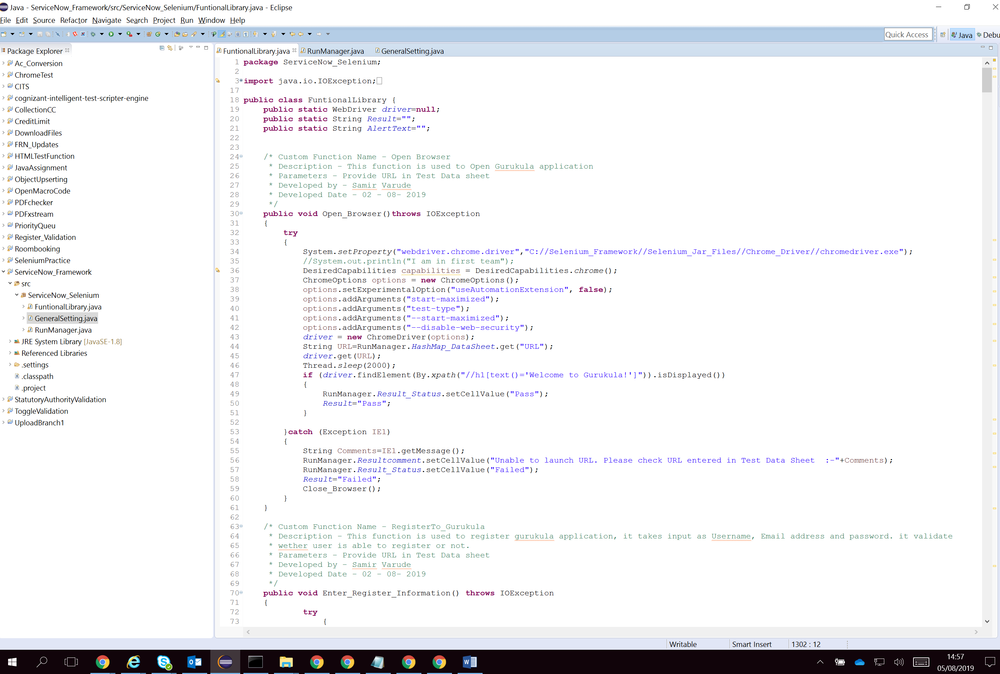 Java - ServiceNow_Framework/src/ServiceNow_Selenium/FuntionalLibrary.java - Eclipse
File Edit Source Refactor Navigate Search Project Run Window Help
Quick Access Java Debu
Package Explorer
Ac_Conversion
ChromeTest
CITS
cognizant-intelligent-test-scripter-engine
CollectionCC
CreditLimit
DownloadFiles
FRN_Updates
HTMLTestFunction
JavaAssignment
ObjectUpserting
OpenMacroCode
PDFchecker
PDFxstream
PriorityQueu
Register_Validation
Roombooking
SeleniumPractice
ServiceNow_Framework
src
ServiceNow_Selenium
FuntionalLibrary.java
GeneralSetting.java
RunManager.java
JRE System Library [JavaSE-1.8]
Referenced Libraries
.settings
.classpath
.project
StatutoryAuthorityValidation
ToggleValidation
UploadBranch1
FuntionalLibrary.java RunManager.java GeneralSetting.java
1 package ServiceNow_Selenium;
2
3 import java.io.IOException;
17
18 public class FuntionalLibrary {
19 public static WebDriver driver=null;
20 public static String Result="";
21 public static String AlertText="";
22
23
24 /* Custom Function Name - Open Browser
25 * Description - This function is used to Open Gurukula application
26 * Parameters - Provide URL in Test Data sheet
27 * Developed by - Samir Varude
28 * Developed Date - 02 - 08- 2019
29 */
30 public void Open_Browser()throws IOException
31 {
32 try
33 {
34 System.setProperty("webdriver.chrome.driver","C://Selenium_Framework//Selenium_Jar_Files//Chrome_Driver//chromedriver.exe");
35 //System.out.println("I am in first team");
36 DesiredCapabilities capabilities = DesiredCapabilities.chrome();
37 ChromeOptions options = new ChromeOptions();
38 options.setExperimentalOption("useAutomationExtension", false);
39 options.addArguments("start-maximized");
40 options.addArguments("test-type");
41 options.addArguments("--start-maximized");
42 options.addArguments("--disable-web-security");
43 driver = new ChromeDriver(options);
44 String URL=RunManager.HashMap_DataSheet.get("URL");
45 driver.get(URL);
46 Thread.sleep(2000);
47 if (driver.findElement(By.xpath("//h1[text()='Welcome to Gurukula!']")).isDisplayed())
48 {
49 RunManager.Result_Status.setCellValue("Pass");
50 Result="Pass";
51 }
52
53 }catch (Exception IE1)
54 {
55 String Comments=IE1.getMessage();
56 RunManager.Resultcomment.setCellValue("Unable to launch URL. Please check URL entered in Test Data Sheet :-"+Comments);
57 RunManager.Result_Status.setCellValue("Failed");
58 Result="Failed";
59 Close_Browser();
60 }
61 }
62
63 /* Custom Function Name - RegisterTo_Gurukula
64 * Description - This function is used to register gurukula application, it takes input as Username, Email address and password. it validate
65 * wether user is able to register or not.
66 * Parameters - Provide URL in Test Data sheet
67 * Developed by - Samir Varude
68 * Developed Date - 02 - 08- 2019
69 */
70 public void Enter_Register_Information() throws IOException
71 {
72 try
73 {
Writable Smart Insert 1302 : 12
14:57
05/08/2019